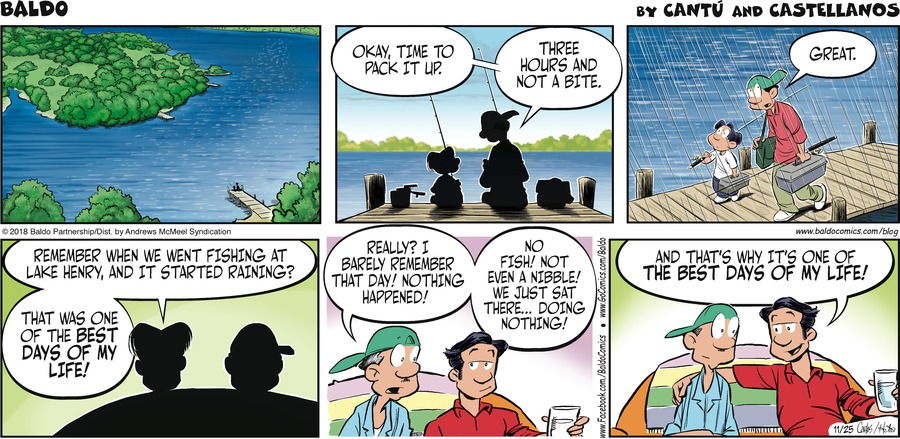 BALDO
BY CANTÚ AND CASTELLANOS
OKAY, TIME TO
PACK IT UP.
THREE
HOURS AND
NOT A BITE.
GREAT.
© 2018 Baldo Partnership/Dist. by Andrews McMeel Syndication
www.baldocomics.com/blog
REMEMBER WHEN WE WENT FISHING AT
LAKE HENRY, AND IT STARTED RAINING?
THAT WAS ONE
OF THE BEST
DAYS OF MY
LIFE!
REALLY? I
BARELY REMEMBER
THAT DAY! NOTHING
HAPPENED!
NO
FISH! NOT
EVEN A NIBBLE!
WE JUST SAT
THERE... DOING
NOTHING!
www.Facebook.com/BaldoComics • www.GoComics.com/Baldo
AND THAT'S WHY IT'S ONE OF
THE BEST DAYS OF MY LIFE!
11/25